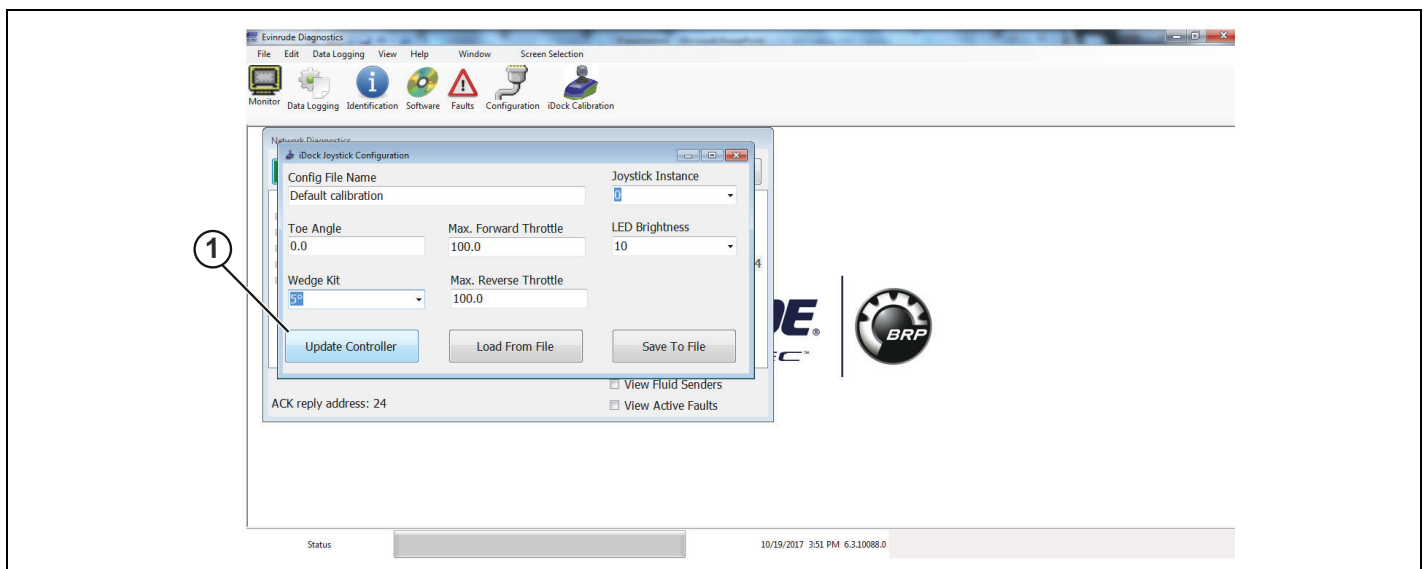 Evinrude Diagnostics
File Edit Data Logging View Help Window Screen Selection
Monitor Data Logging Identification Software Faults Configuration iDock Calibration
Network Diagnostics
iDock Joystick Configuration
Config File Name Joystick Instance
Default calibration 0
Toe Angle Max. Forward Throttle LED Brightness
0.0 100.0 10
1
4
Wedge Kit Max. Reverse Throttle
5° 100.0
Update Controller Load From File Save To File
DE®
BRP
EC™
View Fluid Senders
ACK reply address: 24 View Active Faults
Status 10/19/2017 3:51 PM 6.3.10088.0